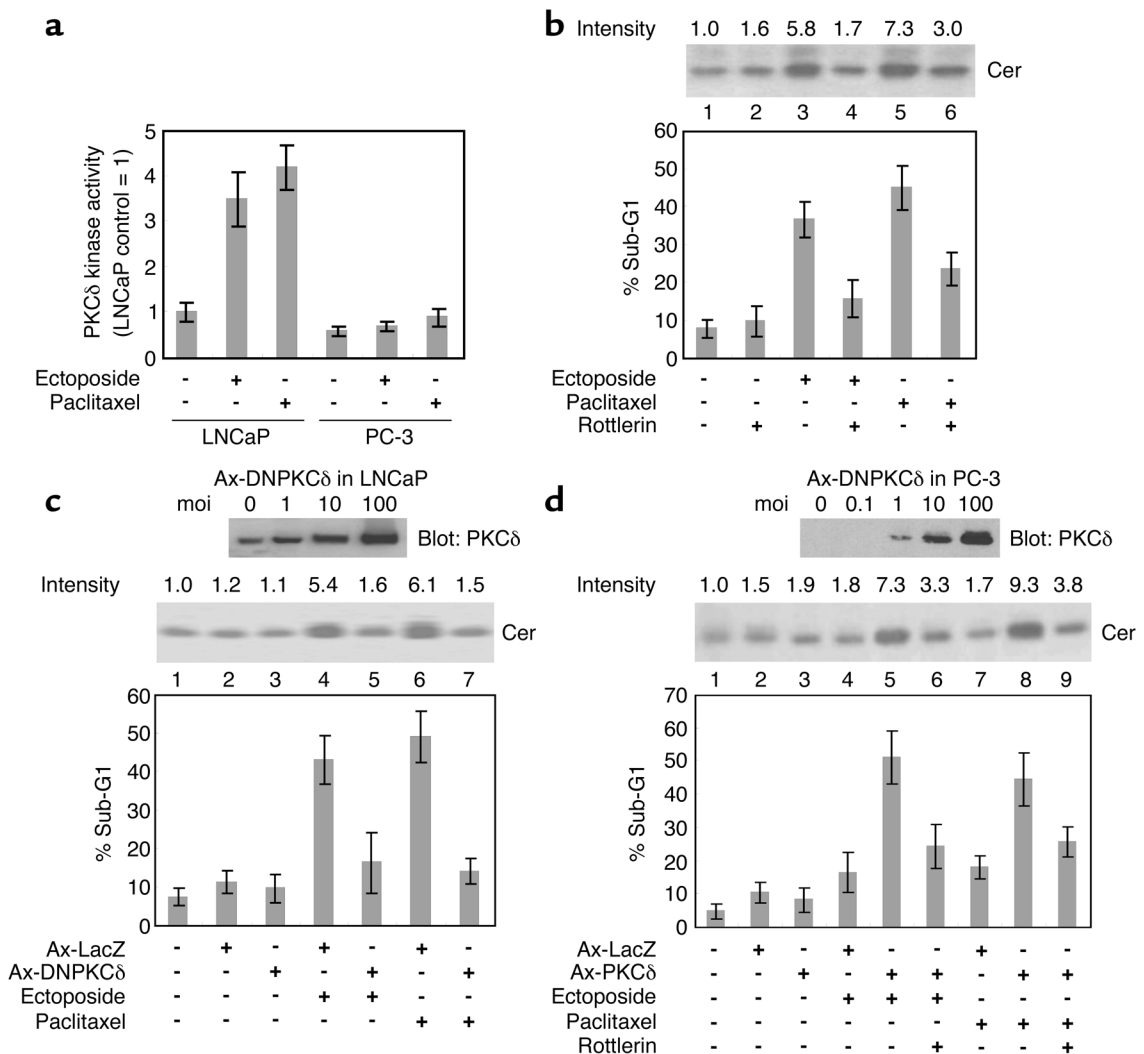 a
PKCδ kinase activity
(LNCaP control = 1)
5
4
3
2
1
0
Ectoposide - + - - + -
Paclitaxel - - + - - +
LNCaP PC-3
b
Intensity 1.0 1.6 5.8 1.7 7.3 3.0
Cer
1 2 3 4 5 6
% Sub-G1
60
50
40
30
20
10
0
Ectoposide - - + + - -
Paclitaxel - - - - + +
Rottlerin - + - + - +
c
Ax-DNPKCδ in LNCaP
moi 0 1 10 100
Blot: PKCδ
Intensity 1.0 1.2 1.1 5.4 1.6 6.1 1.5
Cer
1 2 3 4 5 6 7
% Sub-G1
60
50
40
30
20
10
0
Ax-LacZ - + - + - + -
Ax-DNPKCδ - - + - + - +
Ectoposide - - - + + - -
Paclitaxel - - - - - + +
d
Ax-DNPKCδ in PC-3
moi 0 0.1 1 10 100
Blot: PKCδ
Intensity 1.0 1.5 1.9 1.8 7.3 3.3 1.7 9.3 3.8
Cer
1 2 3 4 5 6 7 8 9
% Sub-G1
70
60
50
40
30
20
10
0
Ax-LacZ - + - + - - + - -
Ax-PKCδ - - + - + + - + +
Ectoposide - - - + + + - - -
Paclitaxel - - - - - - + + +
Rottlerin - - - - - + - - +